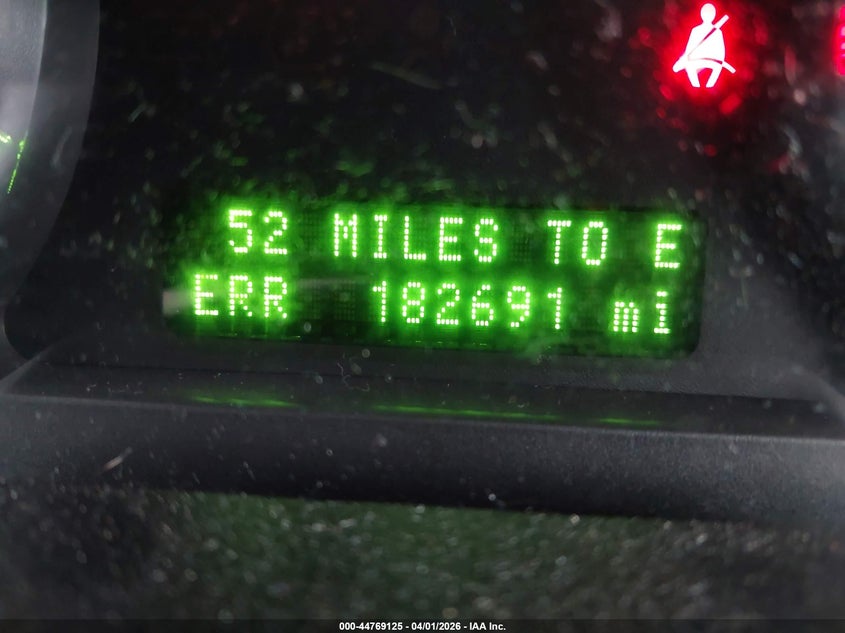 52 MILES TO E
ERR 182691 mi
000-44769125 - 04/01/2026 - IAA Inc.